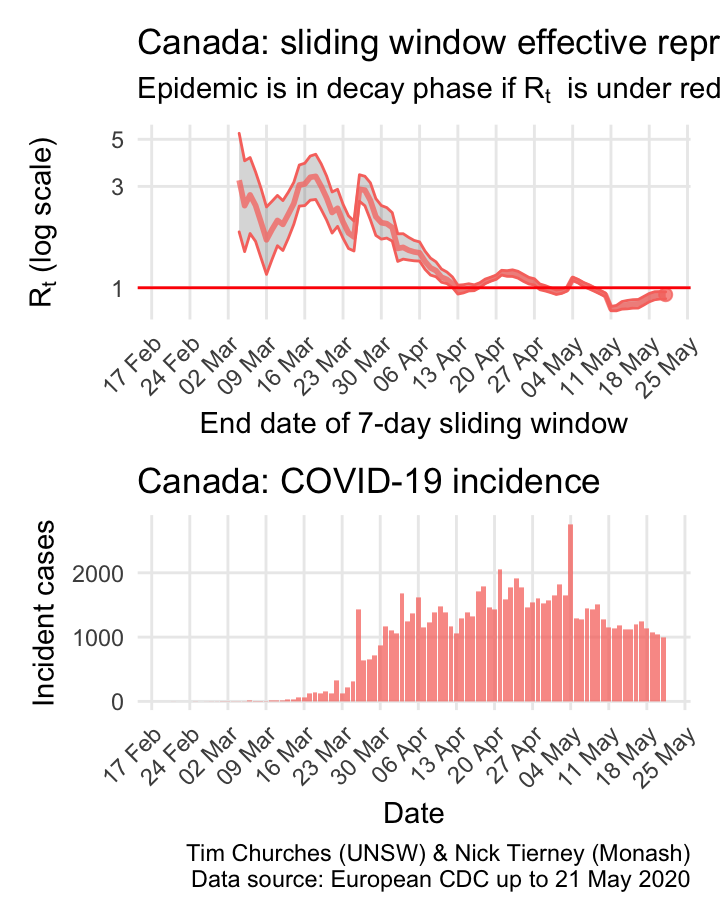 Canada: sliding window effective repr
Epidemic is in decay phase if Rt is under red
Rt (log scale)
5
3
1
17 Feb
24 Feb
02 Mar
09 Mar
16 Mar
23 Mar
30 Mar
06 Apr
13 Apr
20 Apr
27 Apr
04 May
11 May
18 May
25 May
End date of 7-day sliding window
Canada: COVID-19 incidence
Incident cases
2000
1000
0
17 Feb
24 Feb
02 Mar
09 Mar
16 Mar
23 Mar
30 Mar
06 Apr
13 Apr
20 Apr
27 Apr
04 May
11 May
18 May
25 May
Date
Tim Churches (UNSW) & Nick Tierney (Monash)
Data source: European CDC up to 21 May 2020